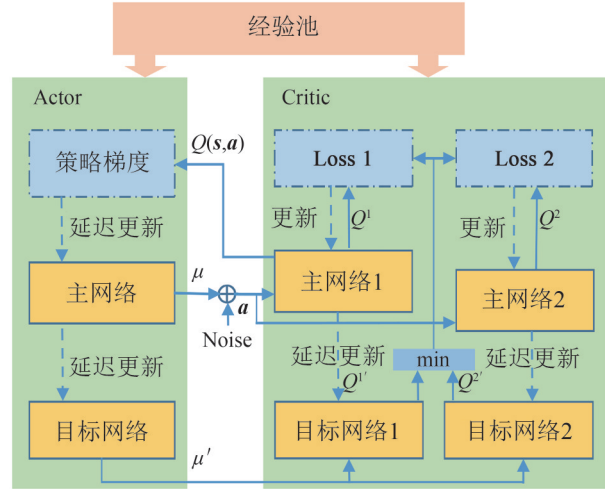 经验池
Actor
Critic
Q(s,a)
策略梯度
Loss 1
Loss 2
延迟更新
更新
Q¹
更新
Q²
主网络
μ
a
Noise
主网络1
主网络2
延迟更新
延迟更新
min
延迟更新
Q¹′
Q²′
目标网络
目标网络1
目标网络2
μ′